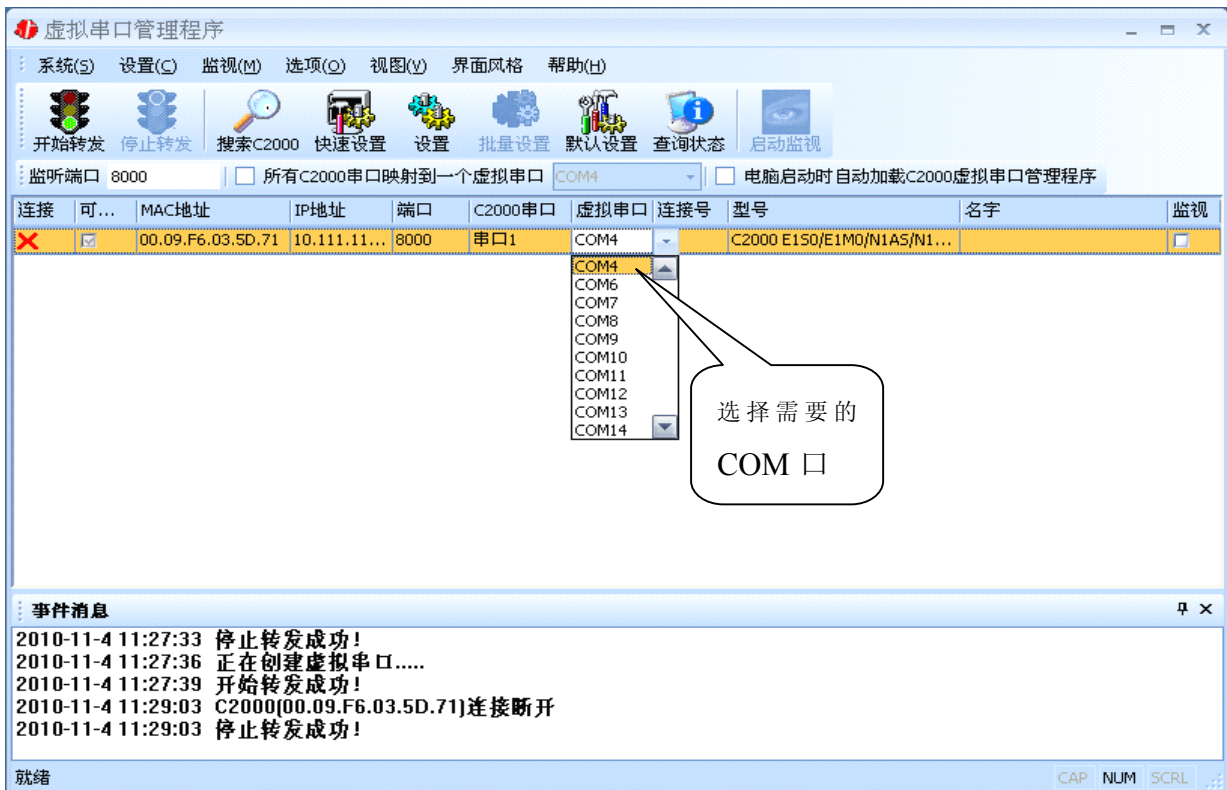 虚拟串口管理程序
系统(S) 设置(C) 监视(M) 选项(O) 视图(V) 界面风格 帮助(H)
开始转发 停止转发 搜索C2000 快速设置 设置 批量设置 默认设置 查询状态 启动监视
监听端口 8000 所有C2000串口映射到一个虚拟串口 COM4 电脑启动时自动加载C2000虚拟串口管理程序
连接 可... MAC地址 IP地址 端口 C2000串口 虚拟串口 连接号 型号 名字 监视
00.09.F6.03.5D.71 10.111.11... 8000 串口1 COM4 C2000 E1S0/E1M0/N1AS/N1...
COM4
COM6
COM7
COM8
COM9
COM10
COM11
COM12
COM13
COM14
选择需要的
COM 口
事件消息
2010-11-4 11:27:33 停止转发成功!
2010-11-4 11:27:36 正在创建虚拟串口.....
2010-11-4 11:27:39 开始转发成功!
2010-11-4 11:29:03 C2000(00.09.F6.03.5D.71)连接断开
2010-11-4 11:29:03 停止转发成功!
就绪 CAP NUM SCRL